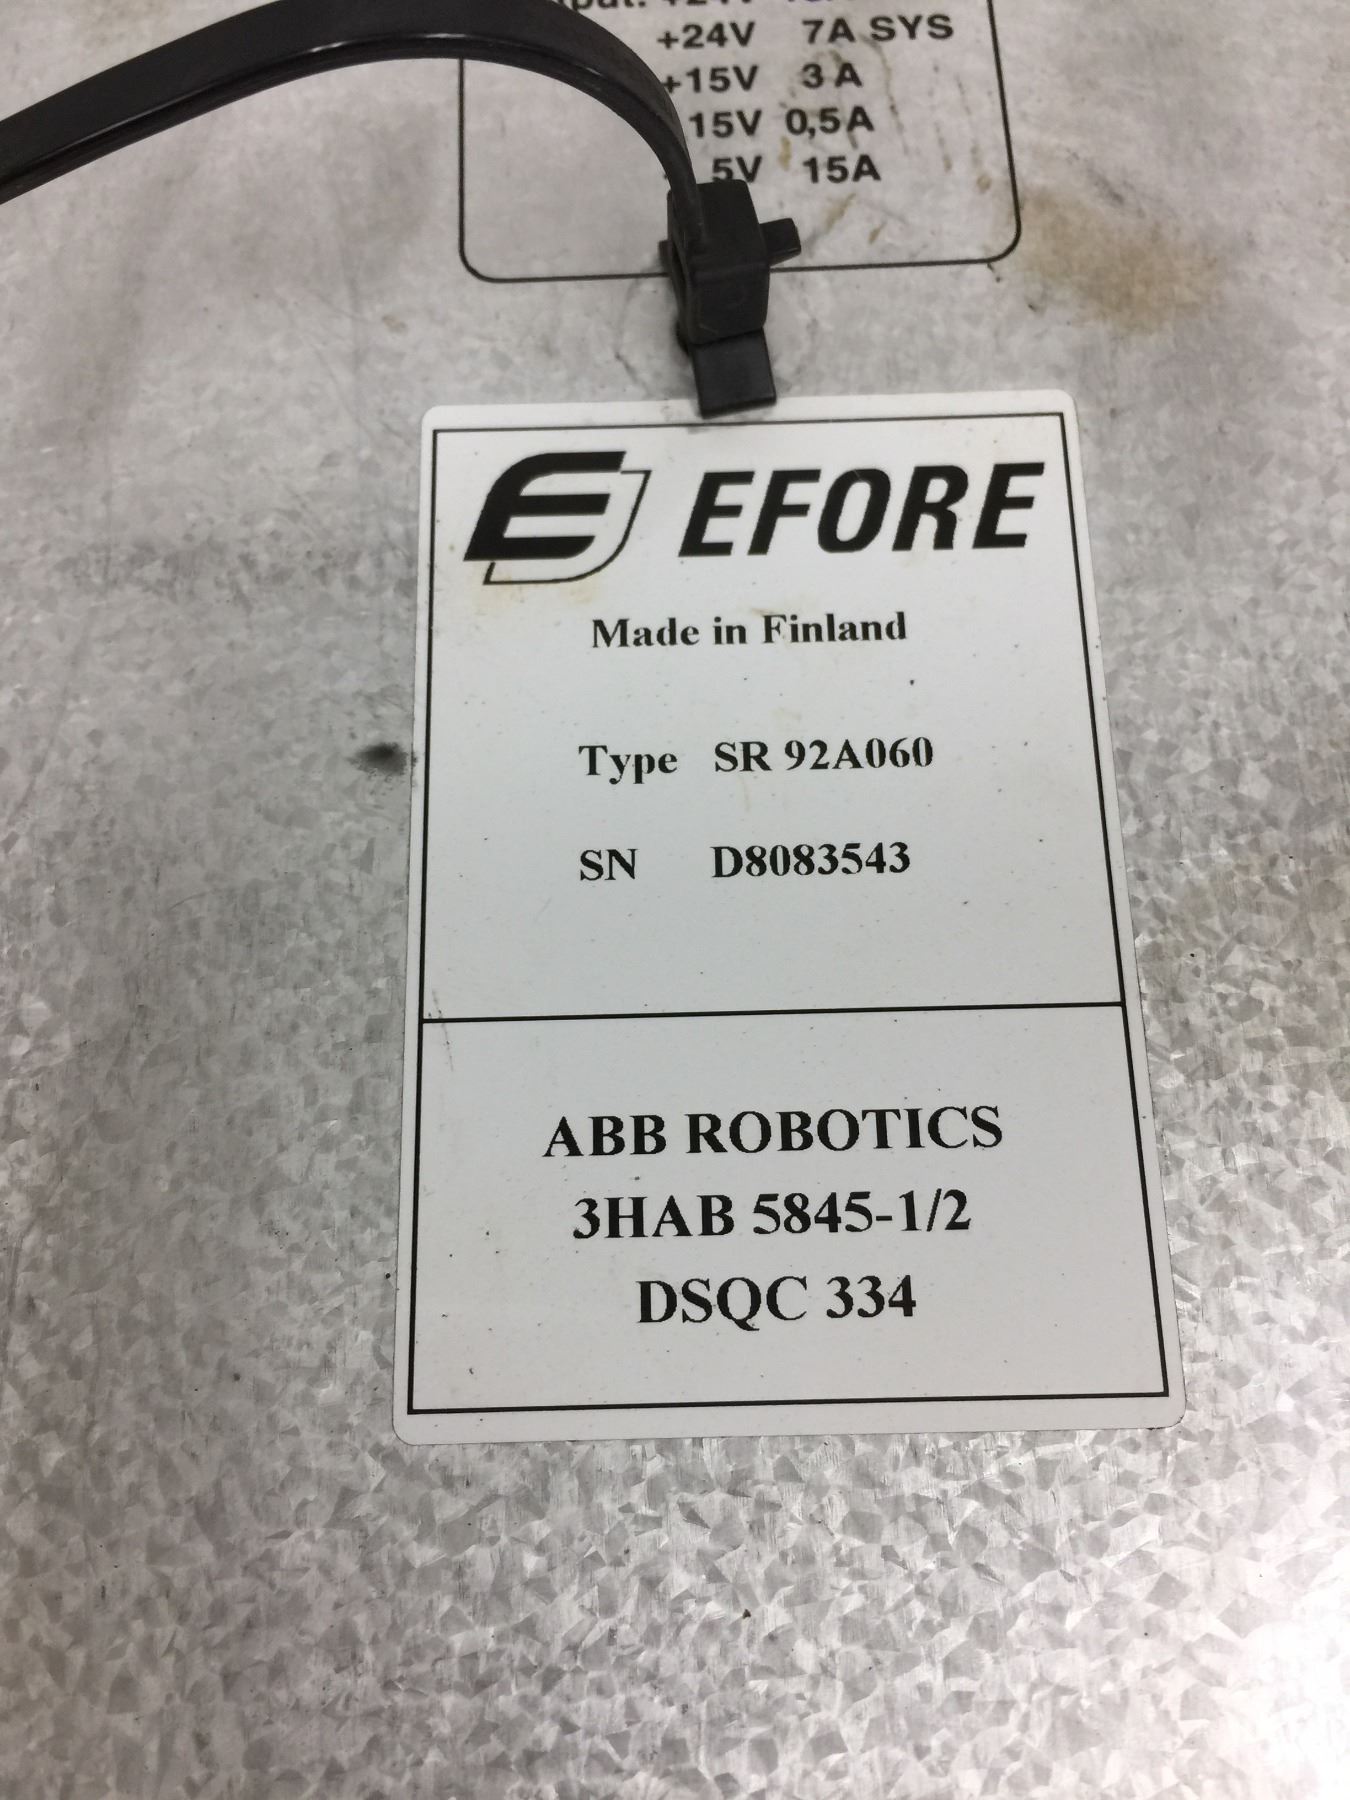 +24V
+24V 7A SYS
+15V 3 A
15V 0,5A
5V 15A
EFORE
Made in Finland
Type SR 92A060
SN D8083543
ABB ROBOTICS
3HAB 5845-1/2
DSQC 334